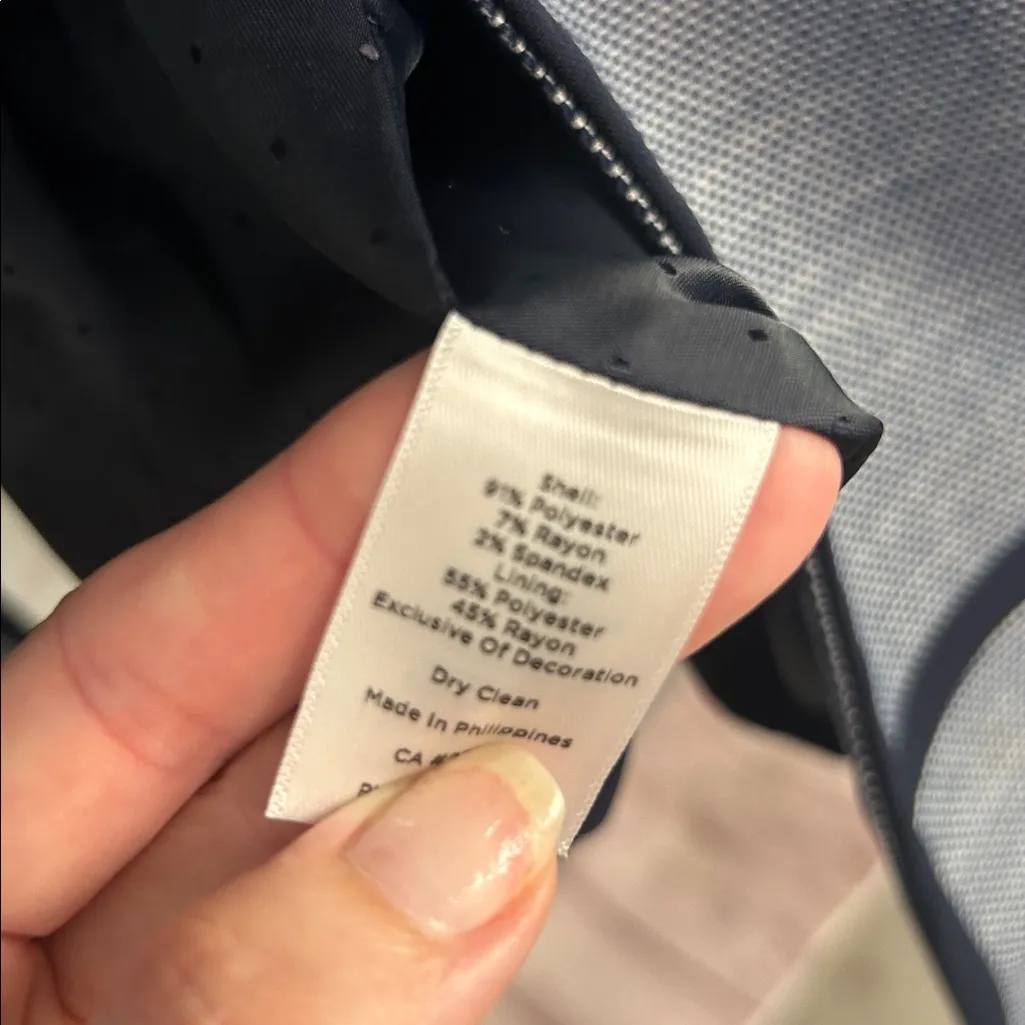 Shell:
91% Polyester
7% Rayon
2% Spandex
Lining:
55% Polyester
45% Rayon
Exclusive Of Decoration
Dry Clean
Made In Philippines
CA